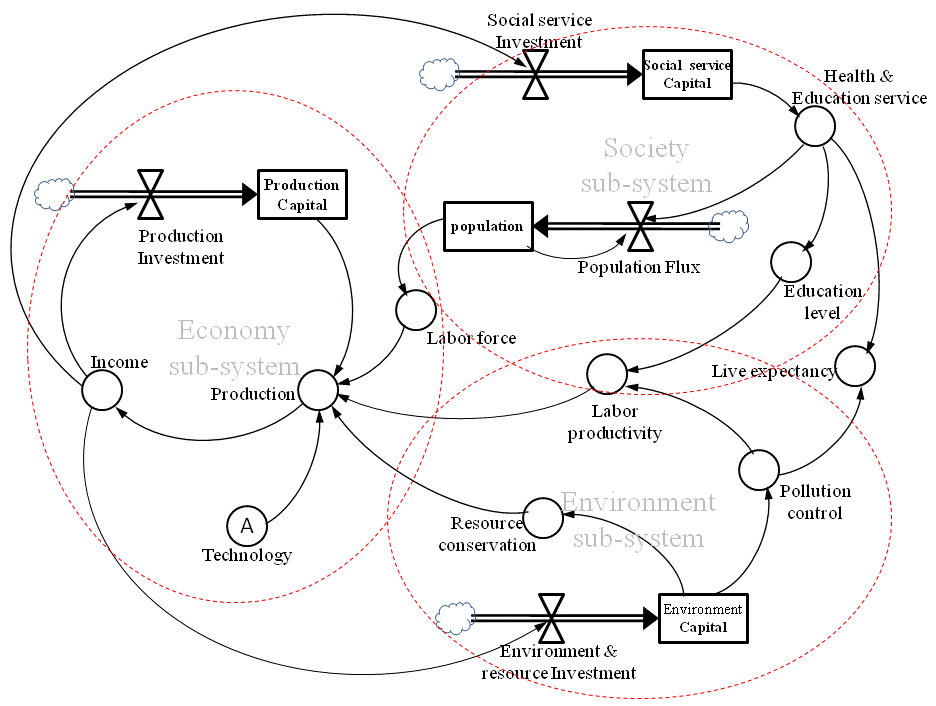 Social service
Investment
Social service
Capital
Health &
Education service
Society
sub-system
Production
Capital
population
Production
Investment
Population Flux
Education
level
Economy
sub-system
Labor force
Income
Live expectancy
Production
Labor
productivity
Pollution
control
Environment
sub-system
Resource
conservation
A
Technology
Environment
Capital
Environment &
resource Investment